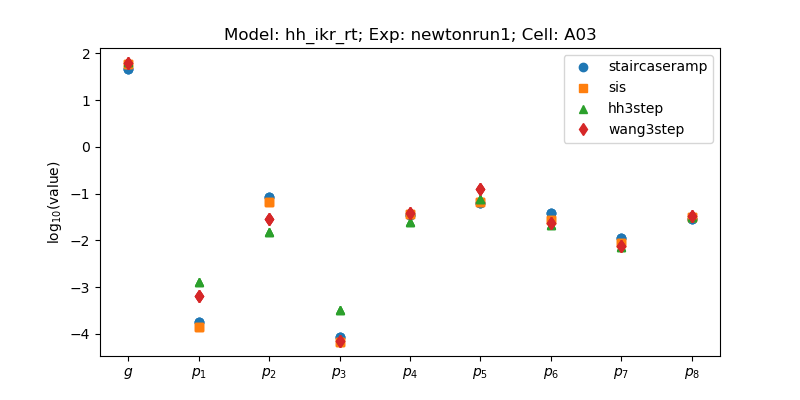 Model: hh_ikr_rt; Exp: newtonrun1; Cell: A03
staircaseramp
sis
hh3step
wang3step
log₁₀(value)
2
1
0
−1
−2
−3
−4
g p₁ p₂ p₃ p₄ p₅ p₆ p₇ p₈